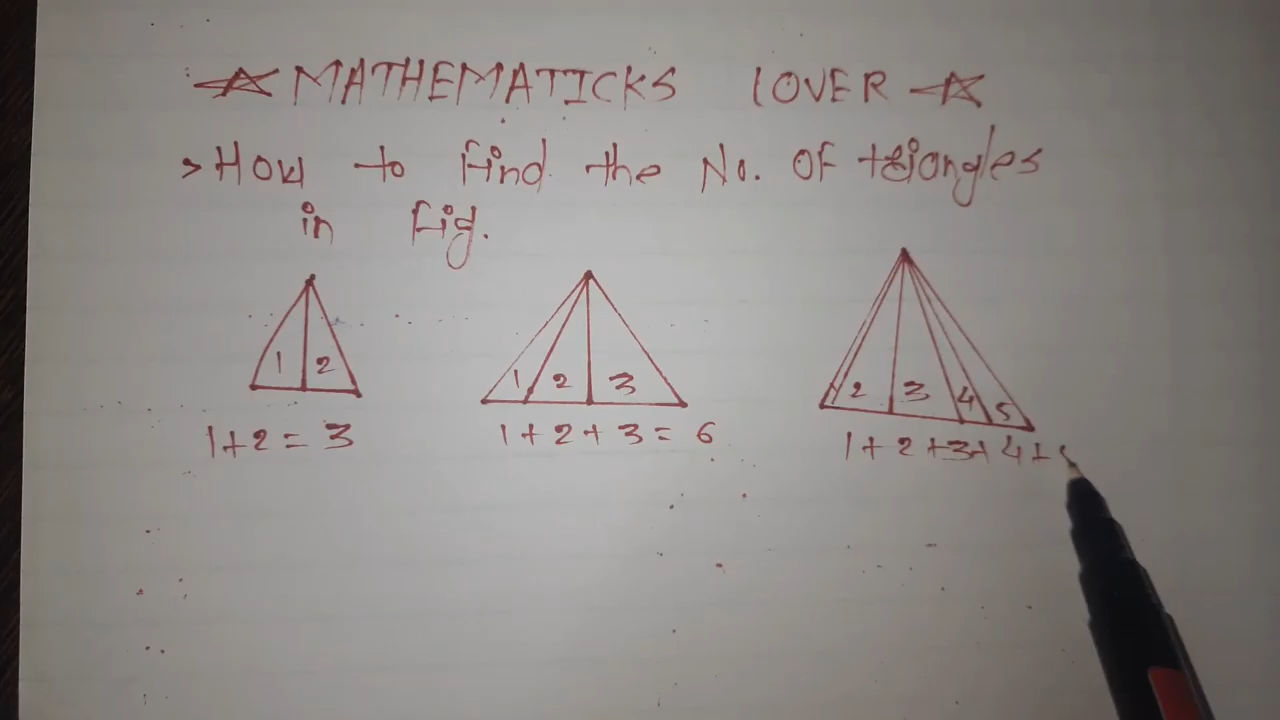 ☆ MATHEMATICKS LOVER ☆
> How to find the No. of triangles
in fig.
1 2
1 2 3
1 2 3 4 5
1+2=3
1+2+3=6
1+2+3+4+